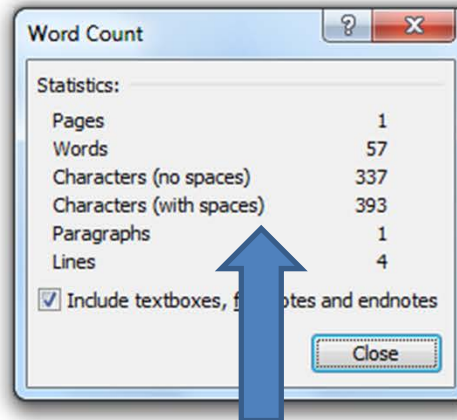 Word Count
?
Statistics:
Pages 1
Words 57
Characters (no spaces) 337
Characters (with spaces) 393
Paragraphs 1
Lines 4
Include textboxes, and endnotes
Close